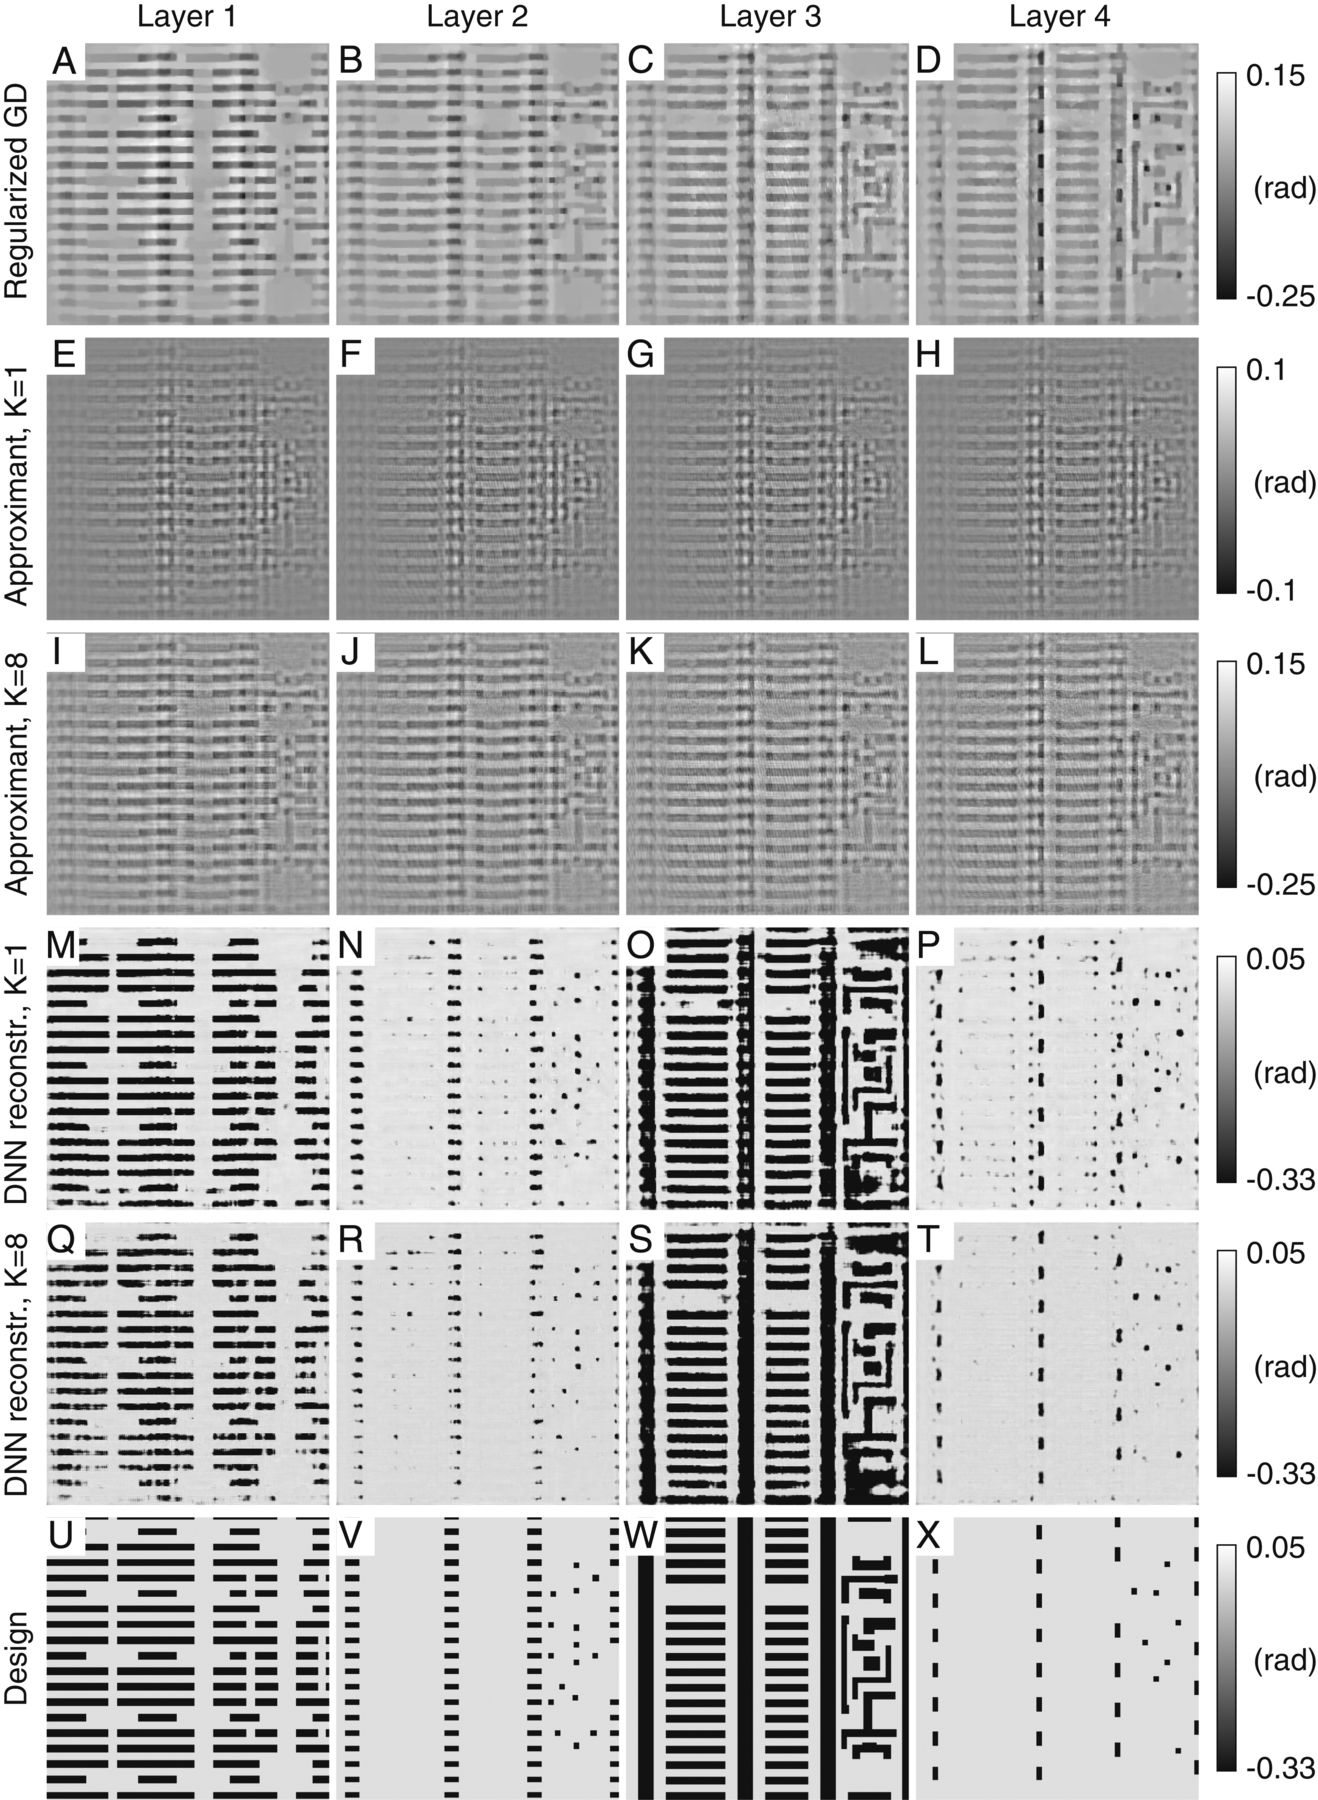 Layer 1 Layer 2 Layer 3 Layer 4
Regularized GD
A B C D
0.15
(rad)
-0.25
Approximant, K=1
E F G H
0.1
(rad)
-0.1
Approximant, K=8
I J K L
0.15
(rad)
-0.25
DNN reconstr., K=1
M N O P
0.05
(rad)
-0.33
DNN reconstr., K=8
Q R S T
0.05
(rad)
-0.33
Design
U V W X
0.05
(rad)
-0.33